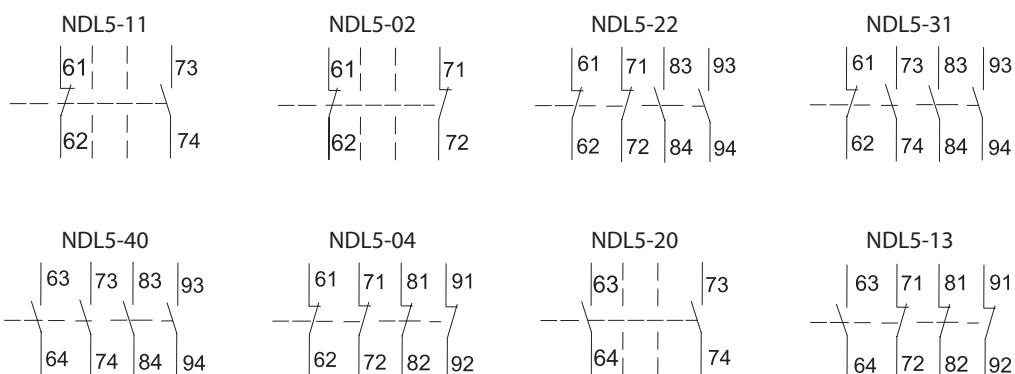 NDL5-11 NDL5-02 NDL5-22 NDL5-31
61 73 61 71 61 71 83 93 61 73 83 93
62 74 62 72 62 72 84 94 62 74 84 94
NDL5-40 NDL5-04 NDL5-20 NDL5-13
63 73 83 93 61 71 81 91 63 73 63 71 81 91
64 74 84 94 62 72 82 92 64 74 64 72 82 92